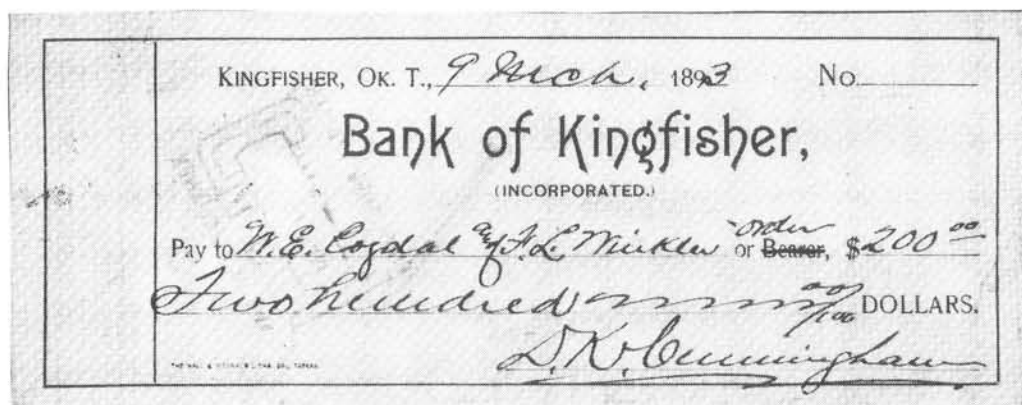 KINGFISHER, OK. T., 9 Mch. 1893 No.
Bank of Kingfisher,
(INCORPORATED.)
Pay to W. E. Cogdal & F. L. Winkler or order Bearer, $200 00
Two hundred 00/100 DOLLARS.
D. K. Cunningham